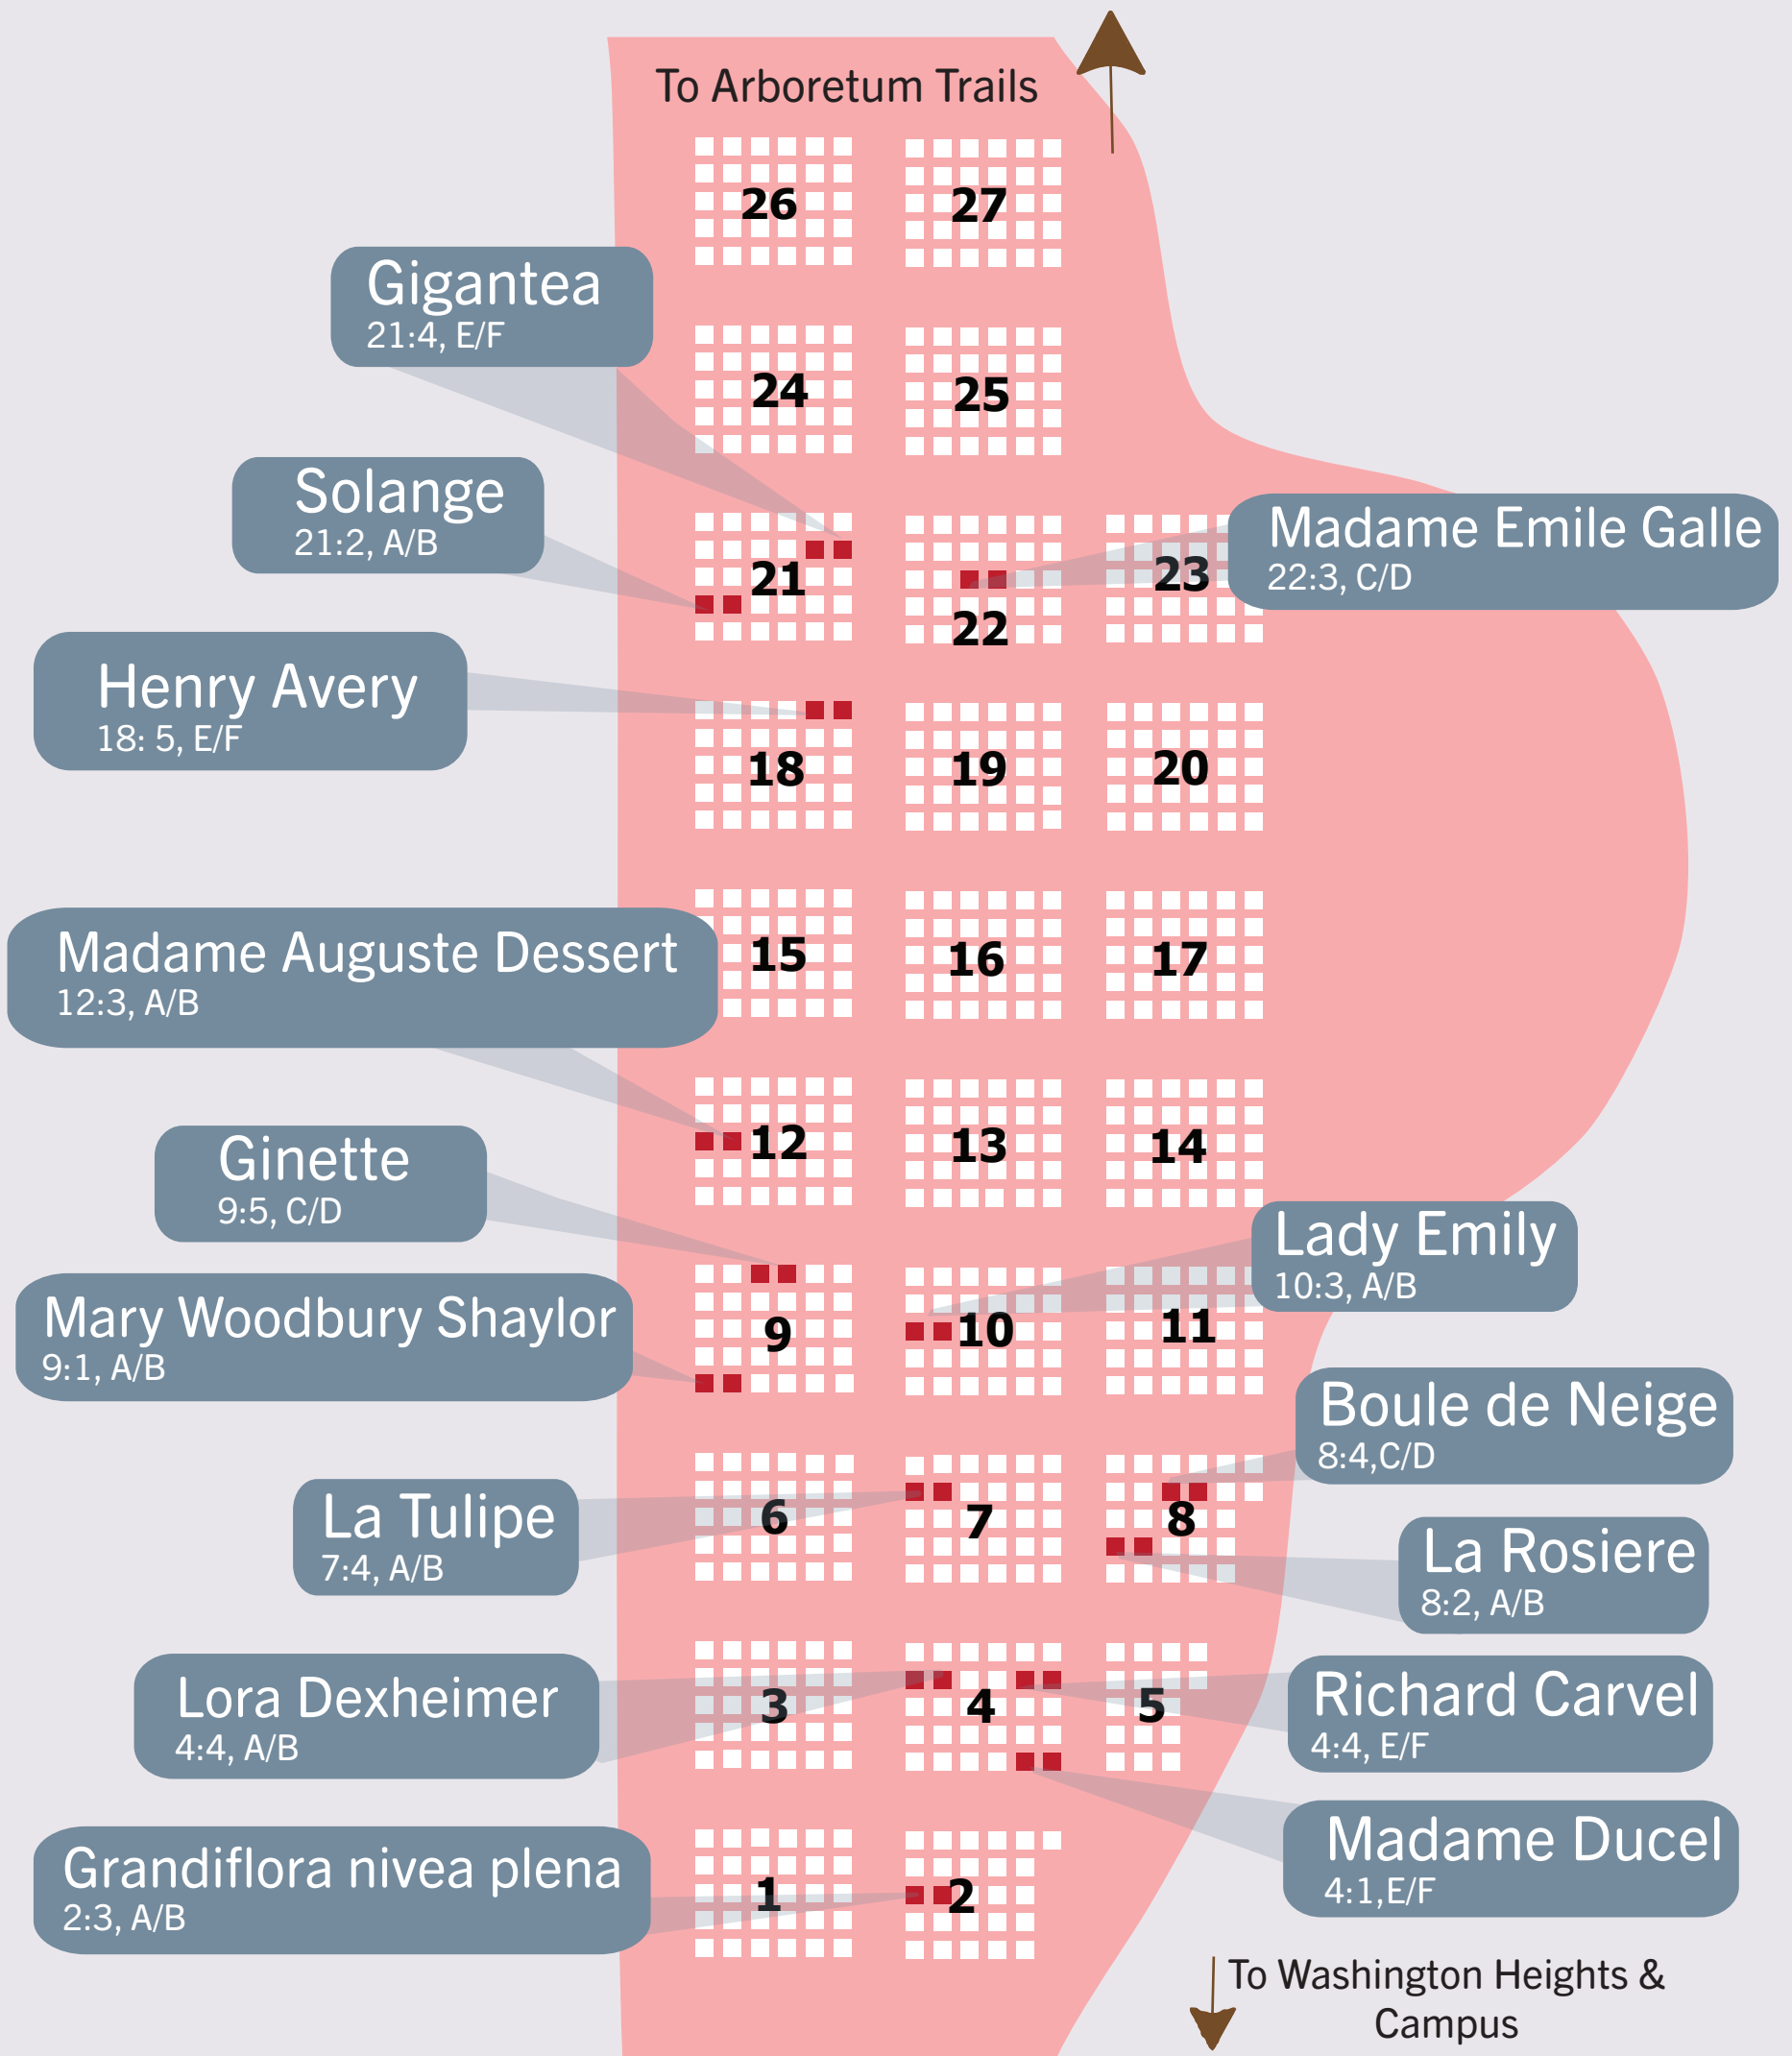 To Arboretum Trails
26
27
Gigantea
21:4, E/F
24
25
Solange
21:2, A/B
Madame Emile Galle
22:3, C/D
21
22
23
Henry Avery
18: 5, E/F
18
19
20
Madame Auguste Dessert
12:3, A/B
15
16
17
12
13
14
Ginette
9:5, C/D
Lady Emily
10:3, A/B
Mary Woodbury Shaylor
9:1, A/B
9
10
11
Boule de Neige
8:4,C/D
La Tulipe
7:4, A/B
6
7
8
La Rosiere
8:2, A/B
Lora Dexheimer
4:4, A/B
3
4
5
Richard Carvel
4:4, E/F
Madame Ducel
4:1,E/F
Grandiflora nivea plena
2:3, A/B
1
2
To Washington Heights &
Campus